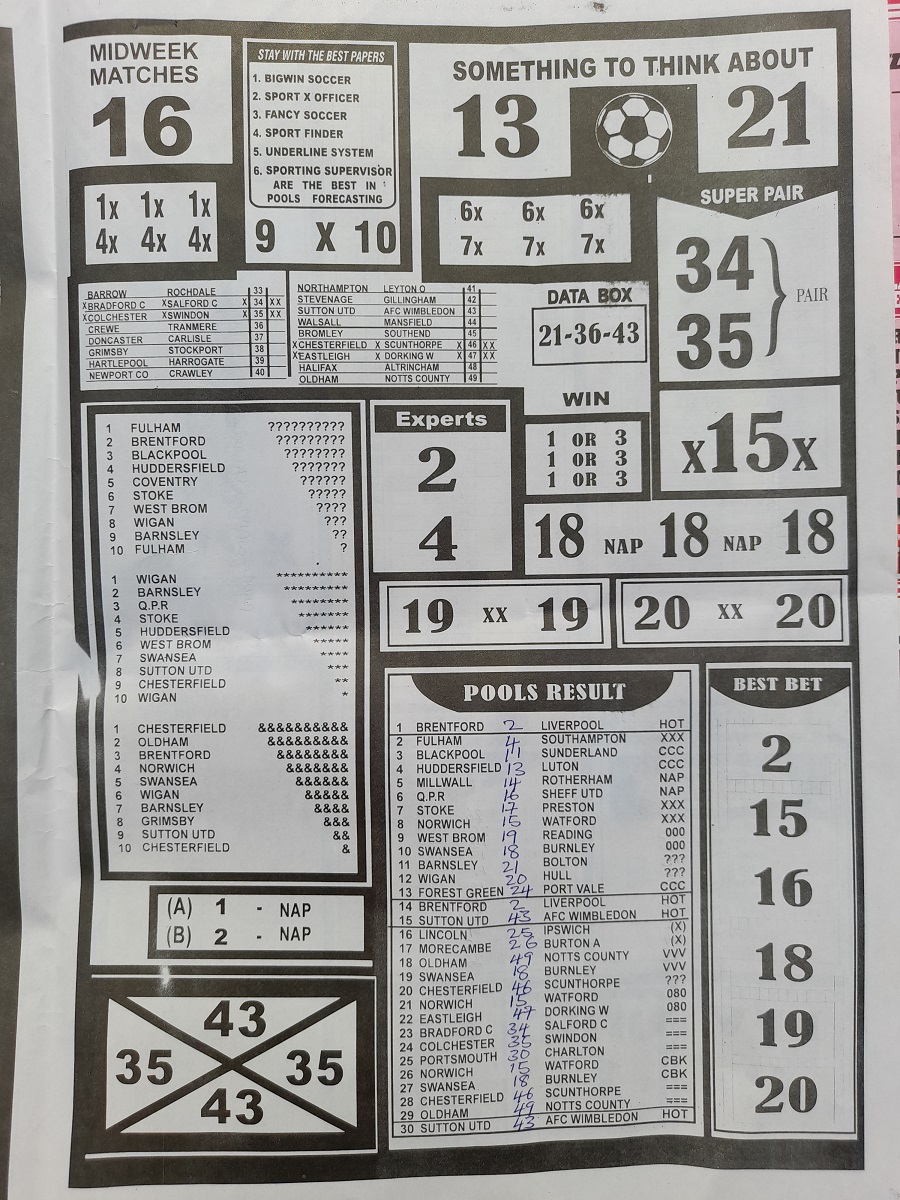 MIDWEEK
MATCHES
16
STAY WITH THE BEST PAPERS
1. BIGWIN SOCCER
2. SPORT X OFFICER
3. FANCY SOCCER
4. SPORT FINDER
5. UNDERLINE SYSTEM
6. SPORTING SUPERVISOR
ARE THE BEST IN
POOLS FORECASTING
9 X 10
SOMETHING TO THINK ABOUT
13 21
1x 1x 1x
4x 4x 4x
6x 6x 6x
7x 7x 7x
SUPER PAIR
34
35
PAIR
BARROW ROCHDALE 33
XBRADFORD C XSALFORD C X 34 XX
XCOLCHESTER XSWINDON X 35 XX
CREWE TRANMERE 36
DONCASTER CARLISLE 37
GRIMSBY STOCKPORT 38
HARTLEPOOL HARROGATE 39
NEWPORT CO CRAWLEY 40
NORTHAMPTON LEYTON O 41
STEVENAGE GILLINGHAM 42
SUTTON UTD AFC WIMBLEDON 43
WALSALL MANSFIELD 44
BROMLEY SOUTHEND 45
XCHESTERFIELD X SCUNTHORPE X 46 XX
XEASTLEIGH X DORKING W X 47 XX
HALIFAX ALTRINCHAM 48
OLDHAM NOTTS COUNTY 49
DATA BOX
21-36-43
WIN
1 OR 3
1 OR 3
1 OR 3
X15X
1 FULHAM ??????????
2 BRENTFORD ?????????
3 BLACKPOOL ????????
4 HUDDERSFIELD ???????
5 COVENTRY ??????
6 STOKE ?????
7 WEST BROM ????
8 WIGAN ???
9 BARNSLEY ??
10 FULHAM ?
1 WIGAN **********
2 BARNSLEY *********
3 Q.P.R ********
4 STOKE *******
5 HUDDERSFIELD ******
6 WEST BROM *****
7 SWANSEA ****
8 SUTTON UTD ***
9 CHESTERFIELD **
10 WIGAN *
1 CHESTERFIELD &&&&&&&&&&
2 OLDHAM &&&&&&&&&
3 BRENTFORD &&&&&&&&
4 NORWICH &&&&&&&
5 SWANSEA &&&&&&
6 WIGAN &&&&&
7 BARNSLEY &&&&
8 GRIMSBY &&&
9 SUTTON UTD &&
10 CHESTERFIELD &
Experts
2
4
18 NAP 18 NAP 18
19 XX 19
20 XX 20
(A) 1 - NAP
(B) 2 - NAP
43
35 35
43
POOLS RESULT
1 BRENTFORD 2 LIVERPOOL HOT
2 FULHAM 4 SOUTHAMPTON XXX
3 BLACKPOOL 11 SUNDERLAND CCC
4 HUDDERSFIELD 13 LUTON CCC
5 MILLWALL 14 ROTHERHAM NAP
6 Q.P.R 16 SHEFF UTD NAP
7 STOKE 17 PRESTON XXX
8 NORWICH 15 WATFORD XXX
9 WEST BROM 19 READING 000
10 SWANSEA 18 BURNLEY 000
11 BARNSLEY 21 BOLTON ???
12 WIGAN 20 HULL ???
13 FOREST GREEN 24 PORT VALE CCC
14 BRENTFORD 2 LIVERPOOL HOT
15 SUTTON UTD 43 AFC WIMBLEDON HOT
16 LINCOLN 25 IPSWICH (X)
17 MORECAMBE 26 BURTON A (X)
18 OLDHAM 49 NOTTS COUNTY VVV
19 SWANSEA 18 BURNLEY VVV
20 CHESTERFIELD 46 SCUNTHORPE ???
21 NORWICH 15 WATFORD 080
22 EASTLEIGH 47 DORKING W 080
23 BRADFORD C 34 SALFORD C ===
24 COLCHESTER 35 SWINDON ===
25 PORTSMOUTH 30 CHARLTON ===
26 NORWICH 15 WATFORD CBK
27 SWANSEA 18 BURNLEY CBK
28 CHESTERFIELD 46 SCUNTHORPE ===
29 OLDHAM 49 NOTTS COUNTY ===
30 SUTTON UTD 43 AFC WIMBLEDON HOT
BEST BET
2
15
16
18
19
20